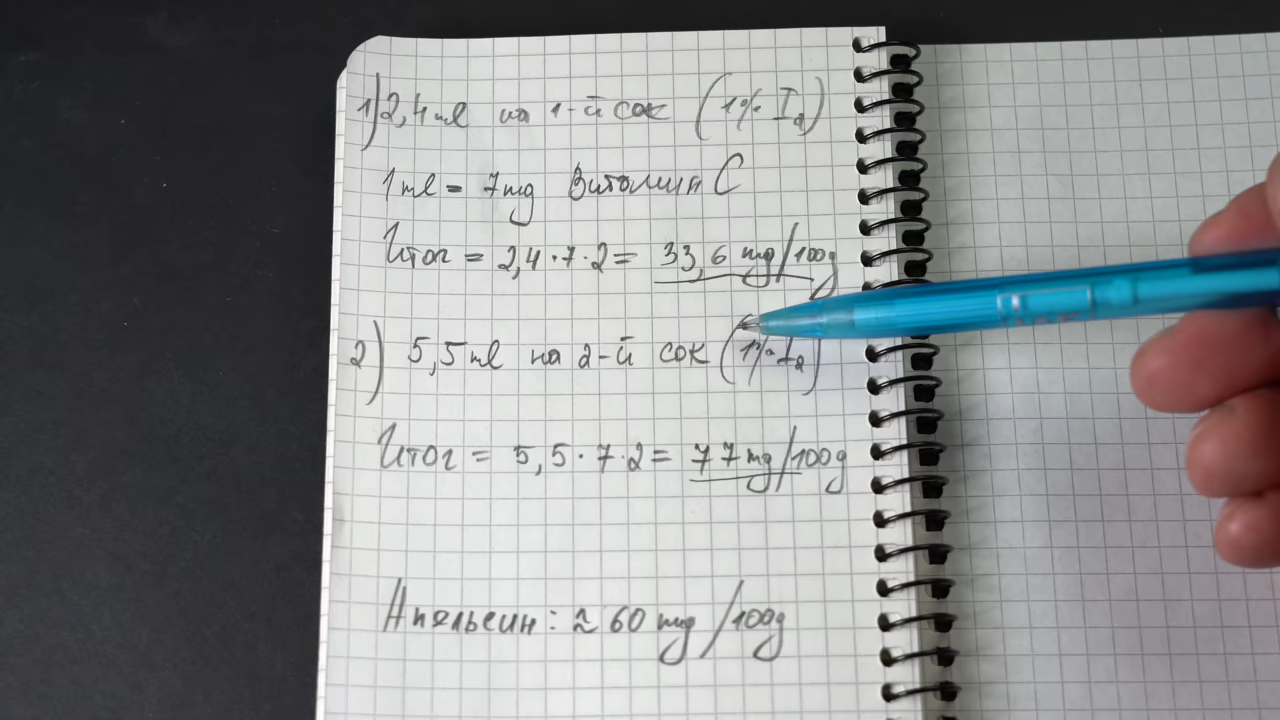 1) 2,4 ml на 1-й сок (1% I₂)
1 ml = 7 mg Витамин C
Итог = 2,4 · 7 · 2 = 33,6 mg/100g
2) 5,5 ml на 2-й сок (1% I₂)
Итог = 5,5 · 7 · 2 = 77 mg/100g
Апельсин: ≈ 60 mg/100g